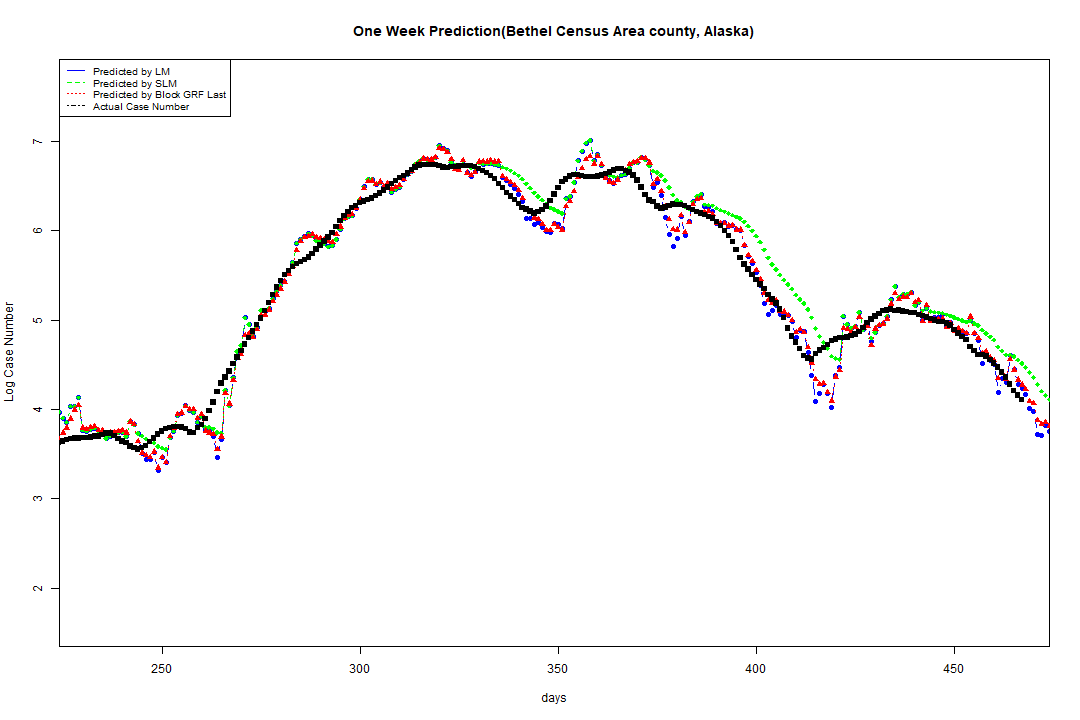 One Week Prediction(Bethel Census Area county, Alaska)
Predicted by LM
Predicted by SLM
Predicted by Block GRF Last
Actual Case Number
Log Case Number
7
6
5
4
3
2
250 300 350 400 450
days